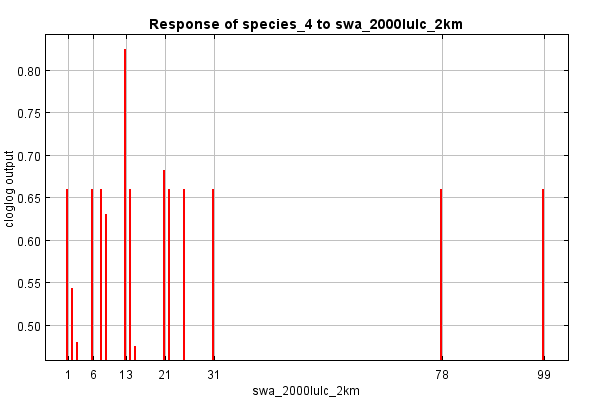 Response of species_4 to swa_2000lulc_2km
cloglog output
0.80
0.75
0.70
0.65
0.60
0.55
0.50
1 6 13 21 31 78 99
swa_2000lulc_2km